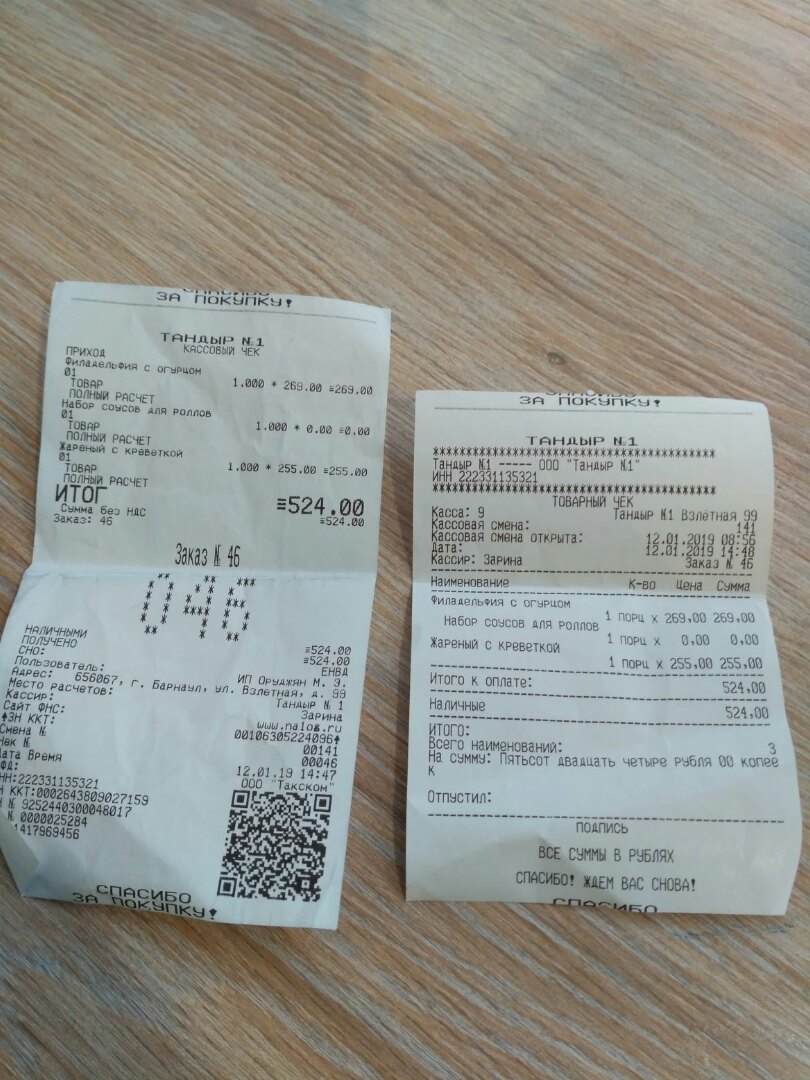 СПАСИБО
ЗА ПОКУПКУ!
ТАНДЫР №1
КАССОВЫЙ ЧЕК
ПРИХОД
Филадельфия с огурцом
01
1.000 * 269.00 ≡269.00
ТОВАР
ПОЛНЫЙ РАСЧЕТ
Набор соусов для роллов
01
1.000 * 0.00 ≡0.00
ТОВАР
ПОЛНЫЙ РАСЧЕТ
Жареный с креветкой
01
1.000 * 255.00 ≡255.00
ТОВАР
ПОЛНЫЙ РАСЧЕТ
ИТОГ ≡524.00
Сумма без НДС ≡524.00
Заказ: 46
Заказ № 46
046
НАЛИЧНЫМИ ≡524.00
ПОЛУЧЕНО ≡524.00
СНО: ЕНВД
Пользователь: ИП Оруджян М. Э.
Адрес: 656067, г. Барнаул, ул. Взлетная, д. 99
Место расчетов: Тандыр № 1
Кассир: Зарина
Сайт ФНС: www.nalog.ru
ЗН ККТ: 00106305224096
Смена № 00141
Чек № 00046
Дата Время 12.01.19 14:47
ОФД: ООО "Такском"
ИНН:222331135321
Н ККТ:0002643809027159
Н № 9252440300048017
№ 0000025284
1417969456
СПАСИБО
ЗА ПОКУПКУ!
СПАСИБО
ЗА ПОКУПКУ!
ТАНДЫР №1
*******************************************
Тандыр №1 ----- ООО "Тандыр №1"
ИНН 222331135321
*******************************************
ТОВАРНЫЙ ЧЕК
Касса: 9 Тандыр №1 Взлётная 99
Кассовая смена: 141
Кассовая смена открыта: 12.01.2019 08:56
Дата: 12.01.2019 14:48
Кассир: Зарина Заказ № 46
Наименование К-во Цена Сумма
Филадельфия с огурцом
1 порц x 269,00 269,00
Набор соусов для роллов
1 порц x 0,00 0,00
Жареный с креветкой
1 порц x 255,00 255,00
Итого к оплате: 524,00
Наличные 524,00
ИТОГО:
Всего наименований: 3
На сумму: Пятьсот двадцать четыре рубля 00 копее
к
Отпустил:
ПОДПИСЬ
ВСЕ СУММЫ В РУБЛЯХ
СПАСИБО! ЖДЕМ ВАС СНОВА!
СПАСИБО